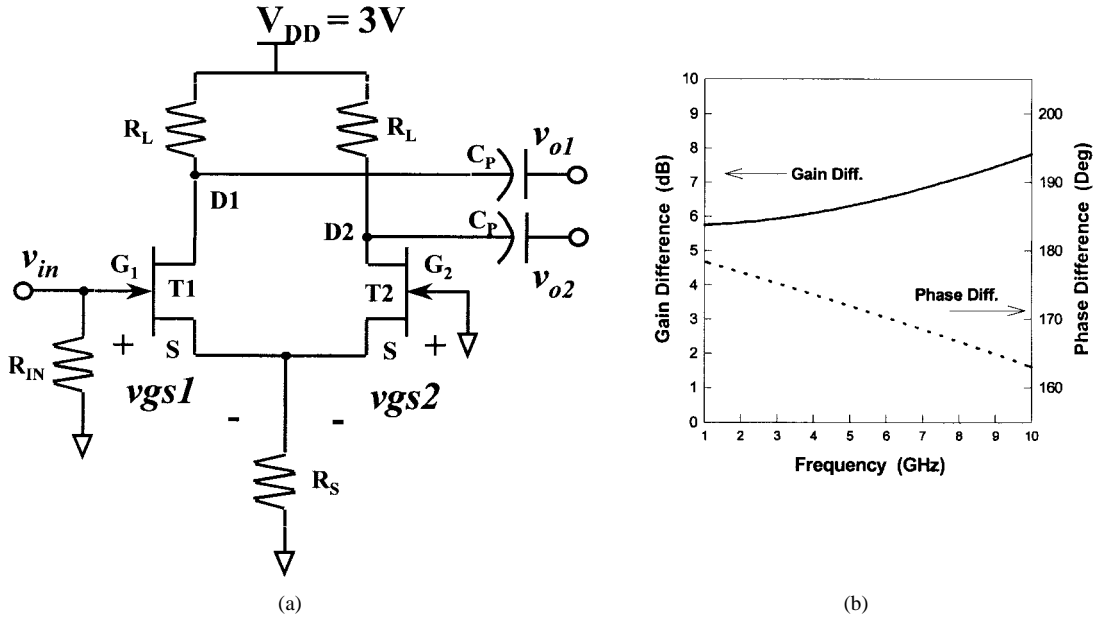 V_DD = 3V
R_L
R_L
C_P
v_o1
D1
D2
C_P
v_o2
v_in
G_1
T1
G_2
T2
+
S
S
+
R_IN
vgs1
vgs2
-
-
R_S
(a)
10
9
8
7
6
5
4
3
2
1
0
Gain Difference (dB)
Gain Diff.
Phase Diff.
200
190
180
170
160
Phase Difference (Deg)
1 2 3 4 5 6 7 8 9 10
Frequency (GHz)
(b)